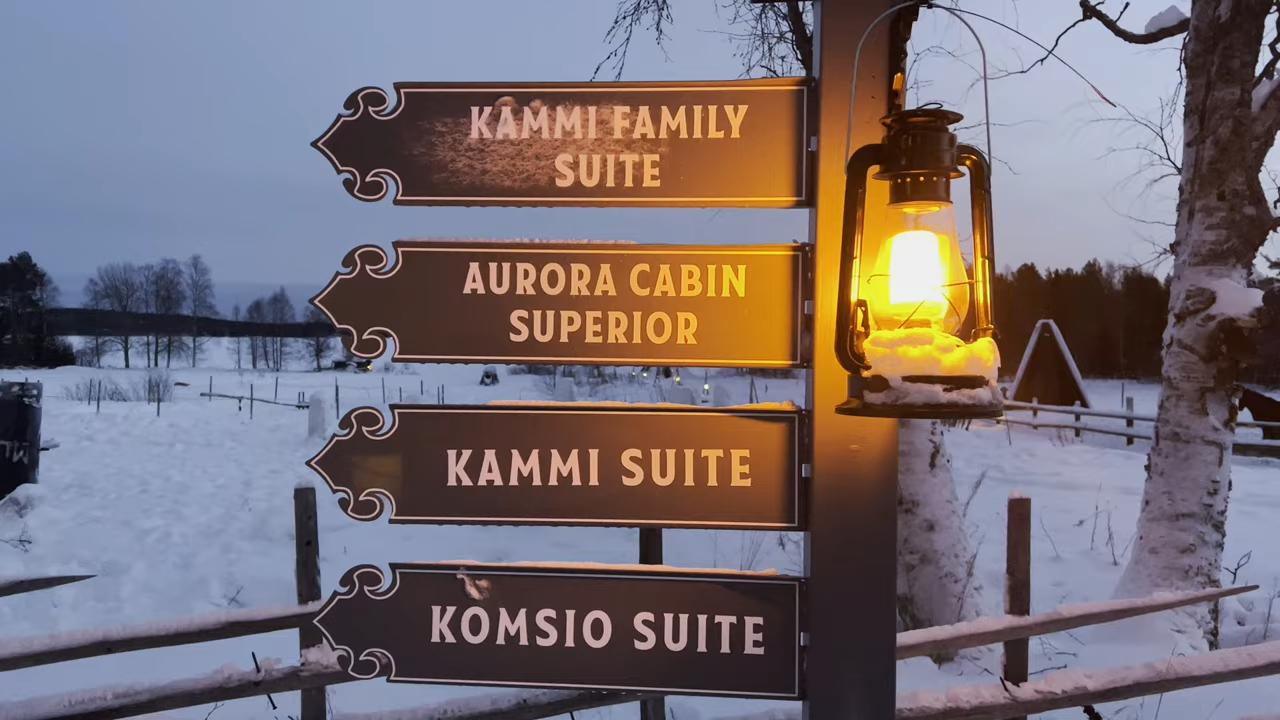 KAMMI FAMILY
SUITE
AURORA CABIN
SUPERIOR
KAMMI SUITE
KOMSIO SUITE